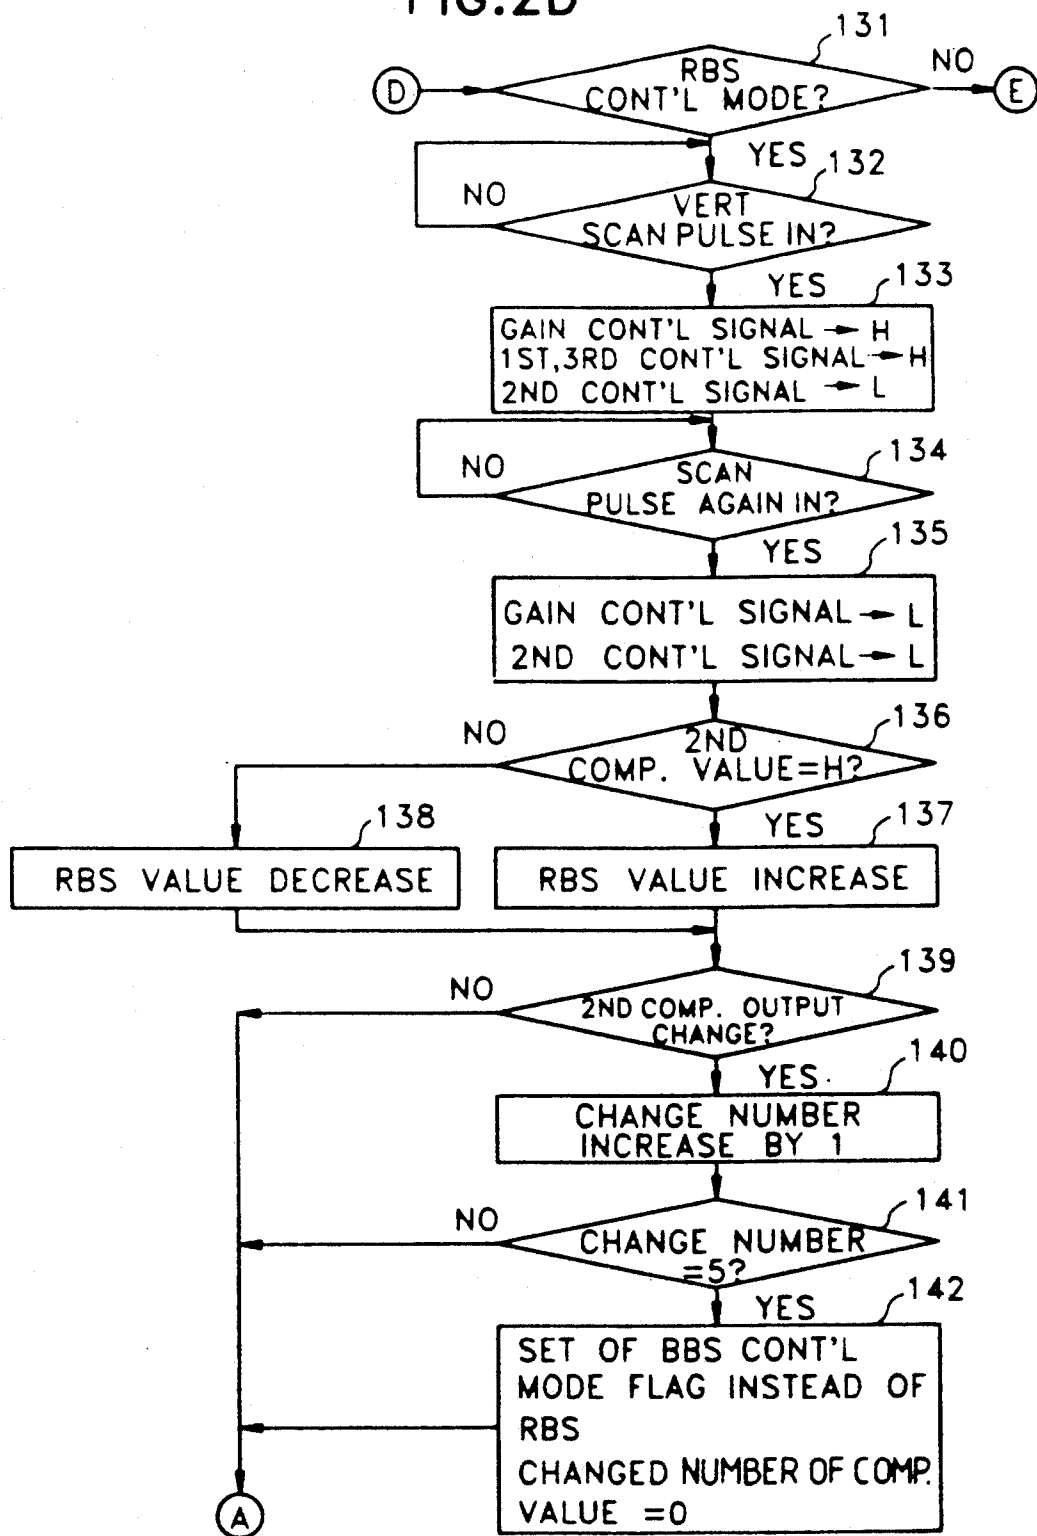 FIG.2D
131
D
RBS
CONT'L MODE?
NO
E
YES
132
NO
VERT
SCAN PULSE IN?
YES
133
GAIN CONT'L SIGNAL → H
1ST,3RD CONT'L SIGNAL → H
2ND CONT'L SIGNAL → L
134
NO
SCAN
PULSE AGAIN IN?
YES
135
GAIN CONT'L SIGNAL → L
2ND CONT'L SIGNAL → L
136
NO
2ND
COMP. VALUE=H?
YES
138
137
RBS VALUE DECREASE
RBS VALUE INCREASE
139
NO
2ND COMP. OUTPUT
CHANGE?
YES
140
CHANGE NUMBER
INCREASE BY 1
141
NO
CHANGE NUMBER
=5?
YES
142
SET OF BBS CONT'L
MODE FLAG INSTEAD OF
RBS
CHANGED NUMBER OF COMP.
VALUE =0
A